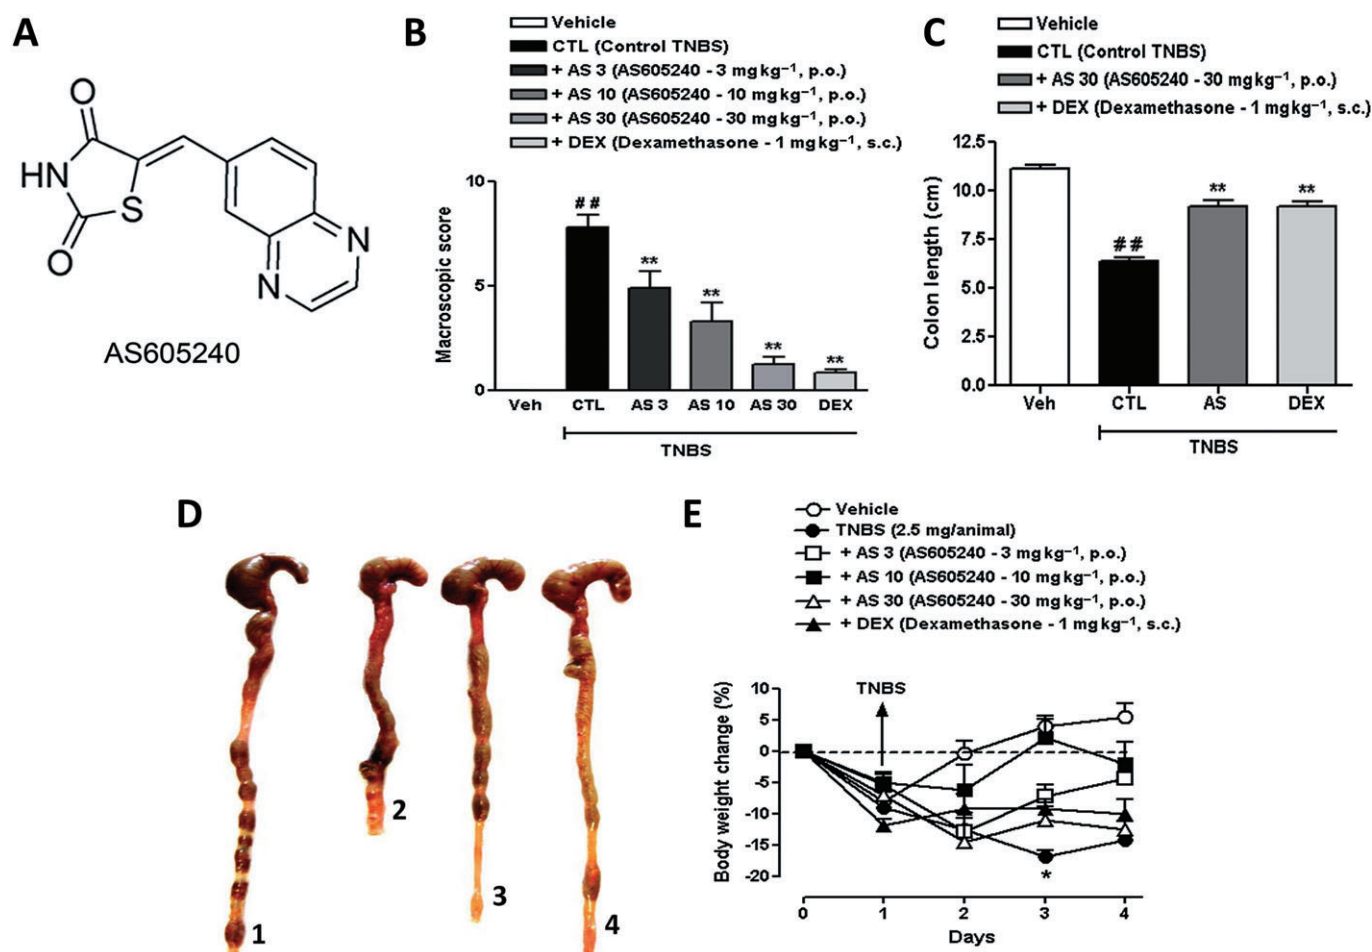 A
O
HN
S
O
N
N
AS605240
B
Vehicle
CTL (Control TNBS)
+ AS 3 (AS605240 - 3 mg kg⁻¹, p.o.)
+ AS 10 (AS605240 - 10 mg kg⁻¹, p.o.)
+ AS 30 (AS605240 - 30 mg kg⁻¹, p.o.)
+ DEX (Dexamethasone - 1 mg kg⁻¹, s.c.)
Macroscopic score
10
5
0
##
**
**
**
**
Veh CTL AS 3 AS 10 AS 30 DEX
TNBS
C
Vehicle
CTL (Control TNBS)
+ AS 30 (AS605240 - 30 mg kg⁻¹, p.o.)
+ DEX (Dexamethasone - 1 mg kg⁻¹, s.c.)
Colon length (cm)
12.5
10.0
7.5
5.0
2.5
0.0
##
**
**
Veh CTL AS DEX
TNBS
D
1
2
3
4
E
Vehicle
TNBS (2.5 mg/animal)
+ AS 3 (AS605240 - 3 mg kg⁻¹, p.o.)
+ AS 10 (AS605240 - 10 mg kg⁻¹, p.o.)
+ AS 30 (AS605240 - 30 mg kg⁻¹, p.o.)
+ DEX (Dexamethasone - 1 mg kg⁻¹, s.c.)
Body weight change (%)
10
5
0
-5
-10
-15
-20
TNBS
*
0 1 2 3 4
Days